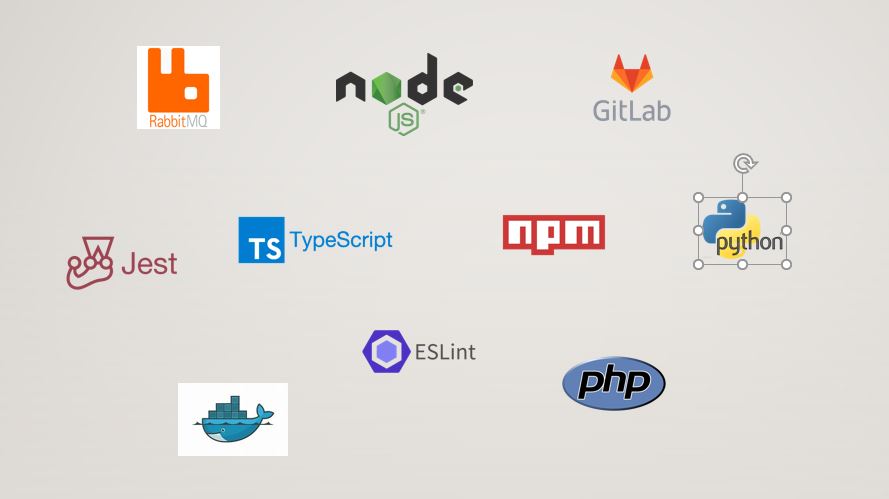 RabbitMQ
node
JS
®
GitLab
Jest
TS
TypeScript
npm
python
ESLint
php